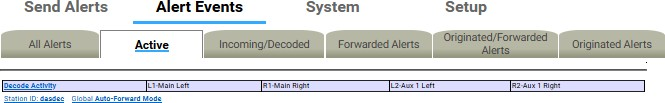 Send Alerts Alert Events System Setup
All Alerts Active Incoming/Decoded Forwarded Alerts Originated/Forwarded Alerts Originated Alerts
Decode Activity L1-Main Left R1-Main Right L2-Aux 1 Left R2-Aux 1 Right
Station ID: dasdec Global Auto-Forward Mode